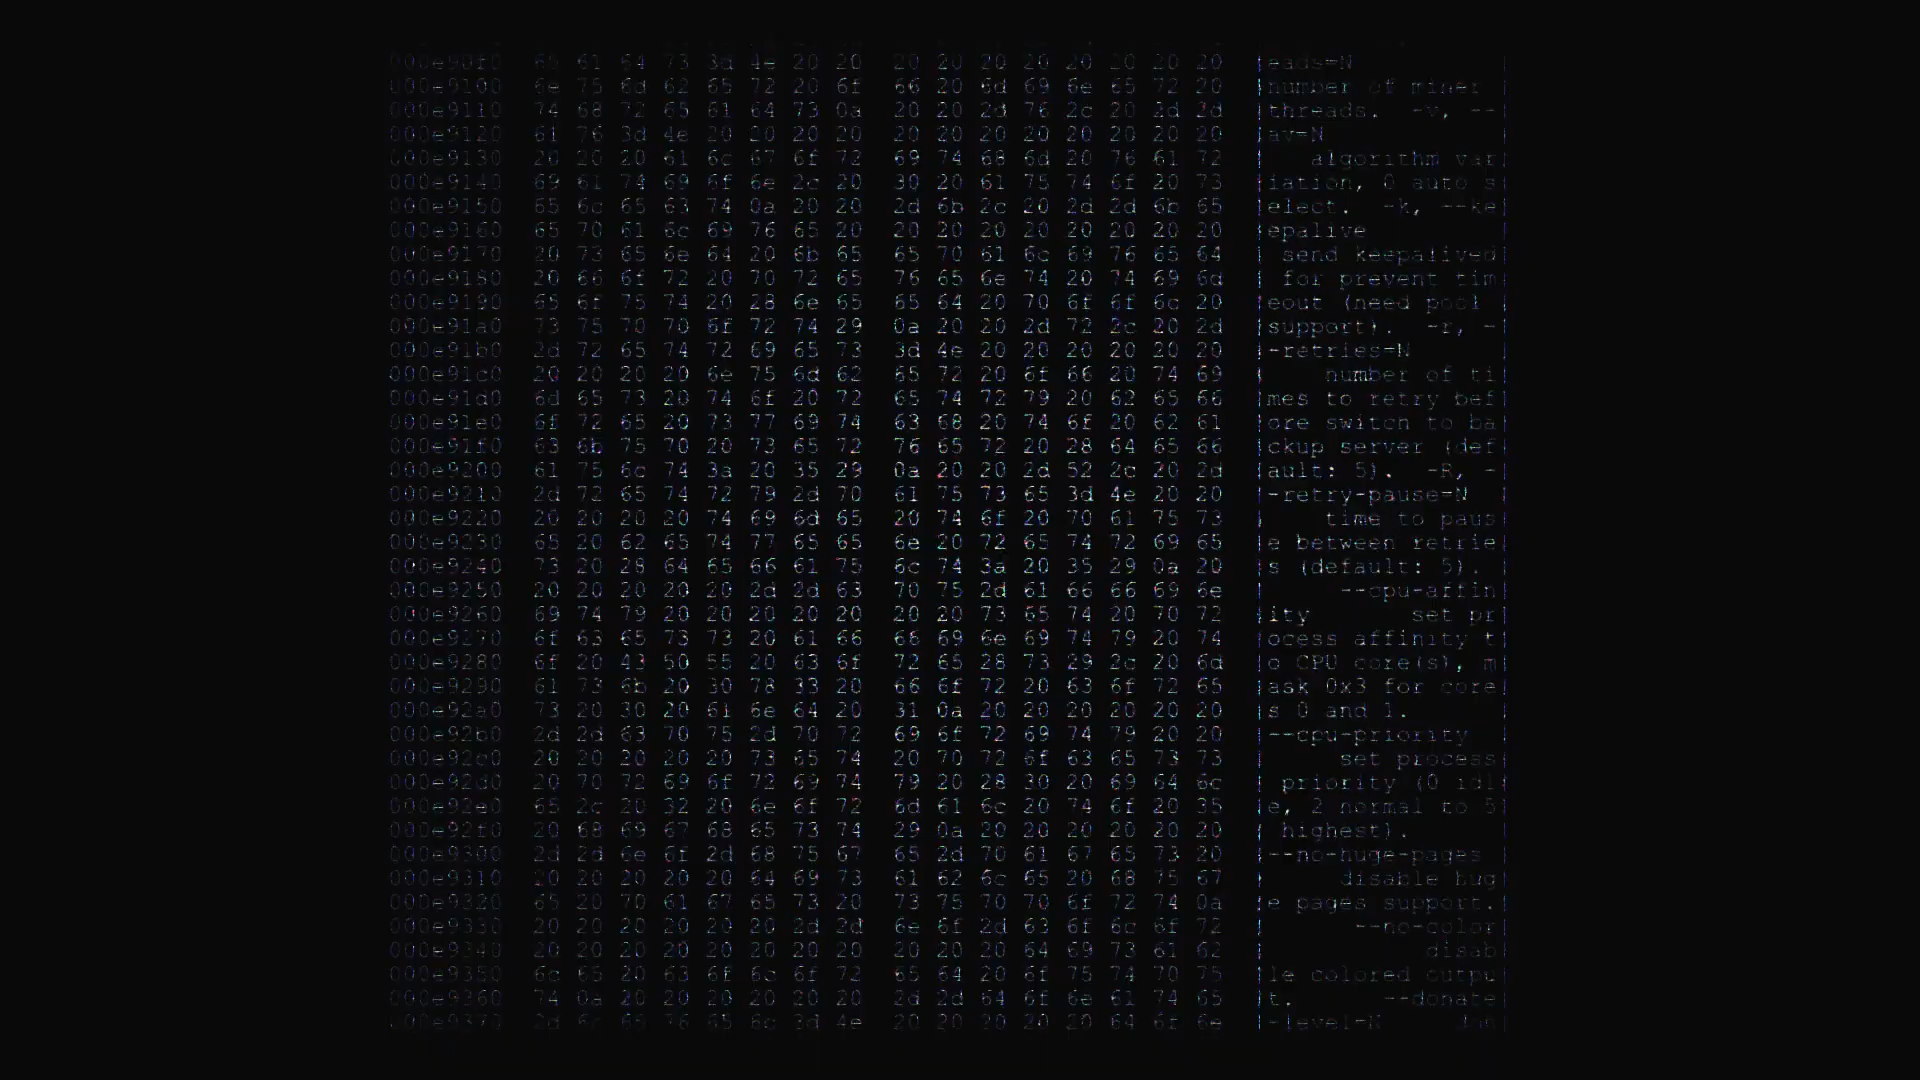 000e90f0  65 61 64 73 3d 4e 20 20  20 20 20 20 20 20 20 20  |eads=N          |
000e9100  6e 75 6d 62 65 72 20 6f  66 20 6d 69 6e 65 72 20  |number of miner |
000e9110  74 68 72 65 61 64 73 0a  20 20 2d 76 2c 20 2d 2d  |threads.  -v, --|
000e9120  61 76 3d 4e 20 20 20 20  20 20 20 20 20 20 20 20  |av=N            |
000e9130  20 20 20 61 6c 67 6f 72  69 74 68 6d 20 76 61 72  |   algorithm var|
000e9140  69 61 74 69 6f 6e 2c 20  30 20 61 75 74 6f 20 73  |iation, 0 auto s|
000e9150  65 6c 65 63 74 0a 20 20  2d 6b 2c 20 2d 2d 6b 65  |elect.  -k, --ke|
000e9160  65 70 61 6c 69 76 65 20  20 20 20 20 20 20 20 20  |epalive         |
000e9170  20 73 65 6e 64 20 6b 65  65 70 61 6c 69 76 65 64  | send keepalived|
000e9180  20 66 6f 72 20 70 72 65  76 65 6e 74 20 74 69 6d  | for prevent tim|
000e9190  65 6f 75 74 20 28 6e 65  65 64 20 70 6f 6f 6c 20  |eout (need pool |
000e91a0  73 75 70 70 6f 72 74 29  0a 20 20 2d 72 2c 20 2d  |support).  -r, -|
000e91b0  2d 72 65 74 72 69 65 73  3d 4e 20 20 20 20 20 20  |-retries=N      |
000e91c0  20 20 20 20 6e 75 6d 62  65 72 20 6f 66 20 74 69  |    number of ti|
000e91d0  6d 65 73 20 74 6f 20 72  65 74 72 79 20 62 65 66  |mes to retry bef|
000e91e0  6f 72 65 20 73 77 69 74  63 68 20 74 6f 20 62 61  |ore switch to ba|
000e91f0  63 6b 75 70 20 73 65 72  76 65 72 20 28 64 65 66  |ckup server (def|
000e9200  61 75 6c 74 3a 20 35 29  0a 20 20 2d 52 2c 20 2d  |ault: 5).  -R, -|
000e9210  2d 72 65 74 72 79 2d 70  61 75 73 65 3d 4e 20 20  |-retry-pause=N  |
000e9220  20 20 20 20 74 69 6d 65  20 74 6f 20 70 61 75 73  |    time to paus|
000e9230  65 20 62 65 74 77 65 65  6e 20 72 65 74 72 69 65  |e between retrie|
000e9240  73 20 28 64 65 66 61 75  6c 74 3a 20 35 29 0a 20  |s (default: 5). |
000e9250  20 20 20 20 20 2d 2d 63  70 75 2d 61 66 66 69 6e  |     --cpu-affin|
000e9260  69 74 79 20 20 20 20 20  20 20 73 65 74 20 70 72  |ity       set pr|
000e9270  6f 63 65 73 73 20 61 66  66 69 6e 69 74 79 20 74  |ocess affinity t|
000e9280  6f 20 43 50 55 20 63 6f  72 65 28 73 29 2c 20 6d  |o CPU core(s), m|
000e9290  61 73 6b 20 30 78 33 20  66 6f 72 20 63 6f 72 65  |ask 0x3 for core|
000e92a0  73 20 30 20 61 6e 64 20  31 0a 20 20 20 20 20 20  |s 0 and 1.      |
000e92b0  2d 2d 63 70 75 2d 70 72  69 6f 72 69 74 79 20 20  |--cpu-priority  |
000e92c0  20 20 20 20 20 73 65 74  20 70 72 6f 63 65 73 73  |     set process|
000e92d0  20 70 72 69 6f 72 69 74  79 20 28 30 20 69 64 6c  | priority (0 idl|
000e92e0  65 2c 20 32 20 6e 6f 72  6d 61 6c 20 74 6f 20 35  |e, 2 normal to 5|
000e92f0  20 68 69 67 68 65 73 74  29 0a 20 20 20 20 20 20  | highest).      |
000e9300  2d 2d 6e 6f 2d 68 75 67  65 2d 70 61 67 65 73 20  |--no-huge-pages |
000e9310  20 20 20 20 20 64 69 73  61 62 6c 65 20 68 75 67  |     disable hug|
000e9320  65 20 70 61 67 65 73 20  73 75 70 70 6f 72 74 0a  |e pages support.|
000e9330  20 20 20 20 20 20 2d 2d  6e 6f 2d 63 6f 6c 6f 72  |      --no-color|
000e9340  20 20 20 20 20 20 20 20  20 20 20 64 69 73 61 62  |           disab|
000e9350  6c 65 20 63 6f 6c 6f 72  65 64 20 6f 75 74 70 75  |le colored outpu|
000e9360  74 0a 20 20 20 20 20 20  2d 2d 64 6f 6e 61 74 65  |t.      --donate|
000e9370  2d 6c 65 76 65 6c 3d 4e  20 20 20 20 20 64 6f 6e  |-level=N     don|